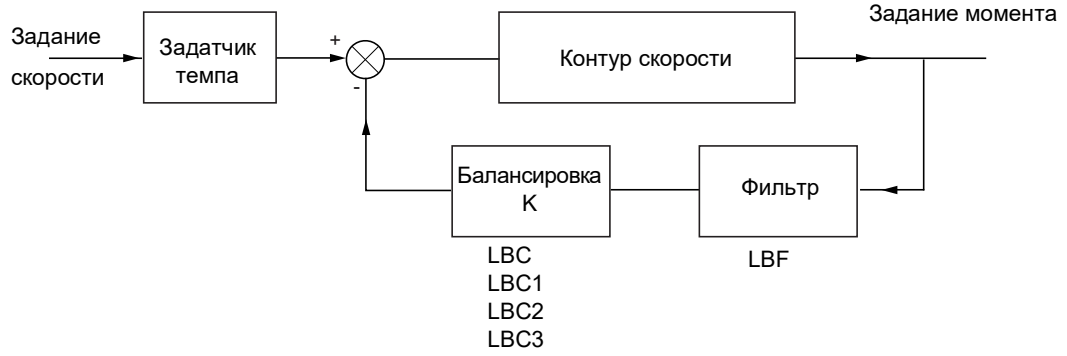 Задание момента
Задание
скорости
Задатчик
темпа
+
-
Контур скорости
Балансировка
K
Фильтр
LBC
LBC1
LBC2
LBC3
LBF